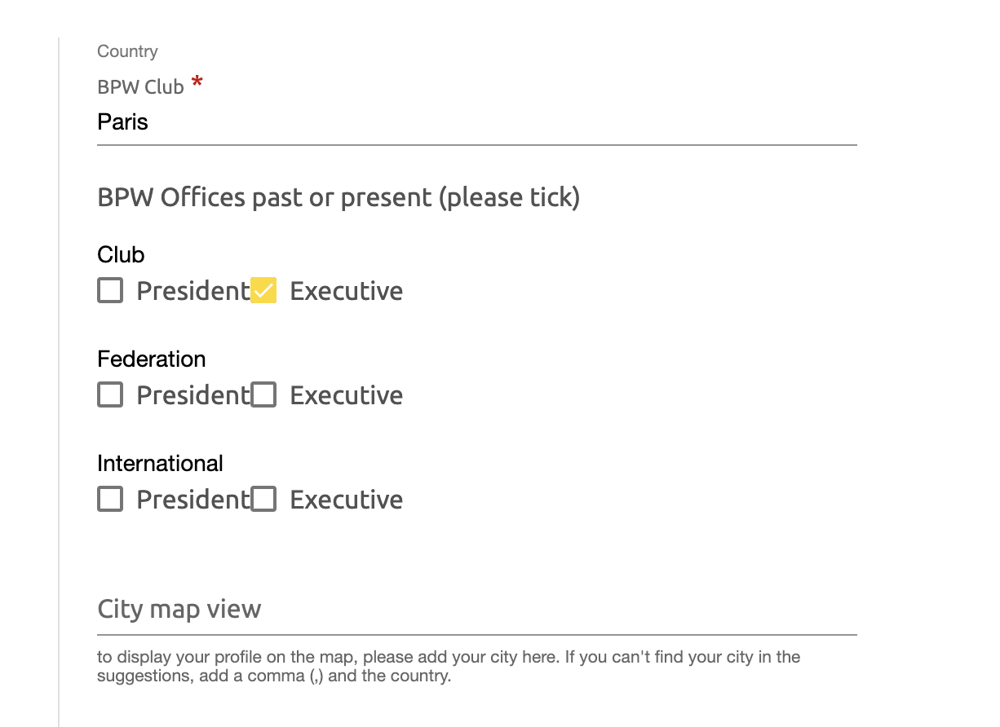 Country
BPW Club *
Paris
BPW Offices past or present (please tick)
Club
President Executive
Federation
President Executive
International
President Executive
City map view
to display your profile on the map, please add your city here. If you can't find your city in the
suggestions, add a comma (,) and the country.